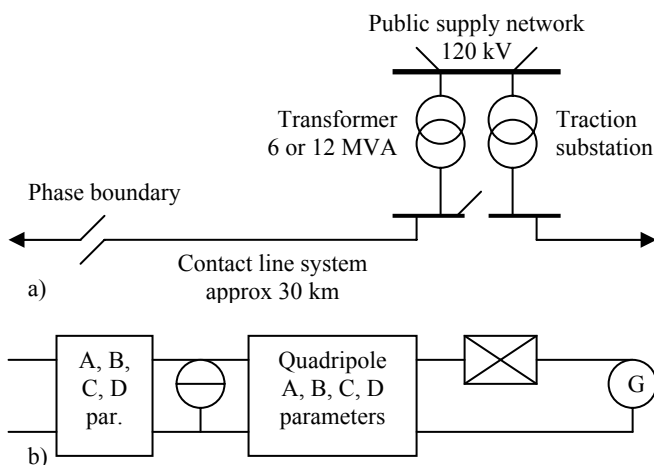 Public supply network
120 kV
Transformer
6 or 12 MVA
Traction
substation
Phase boundary
Contact line system
approx 30 km
a)
A, B,
C, D
par.
Quadripole
A, B, C, D
parameters
G
b)